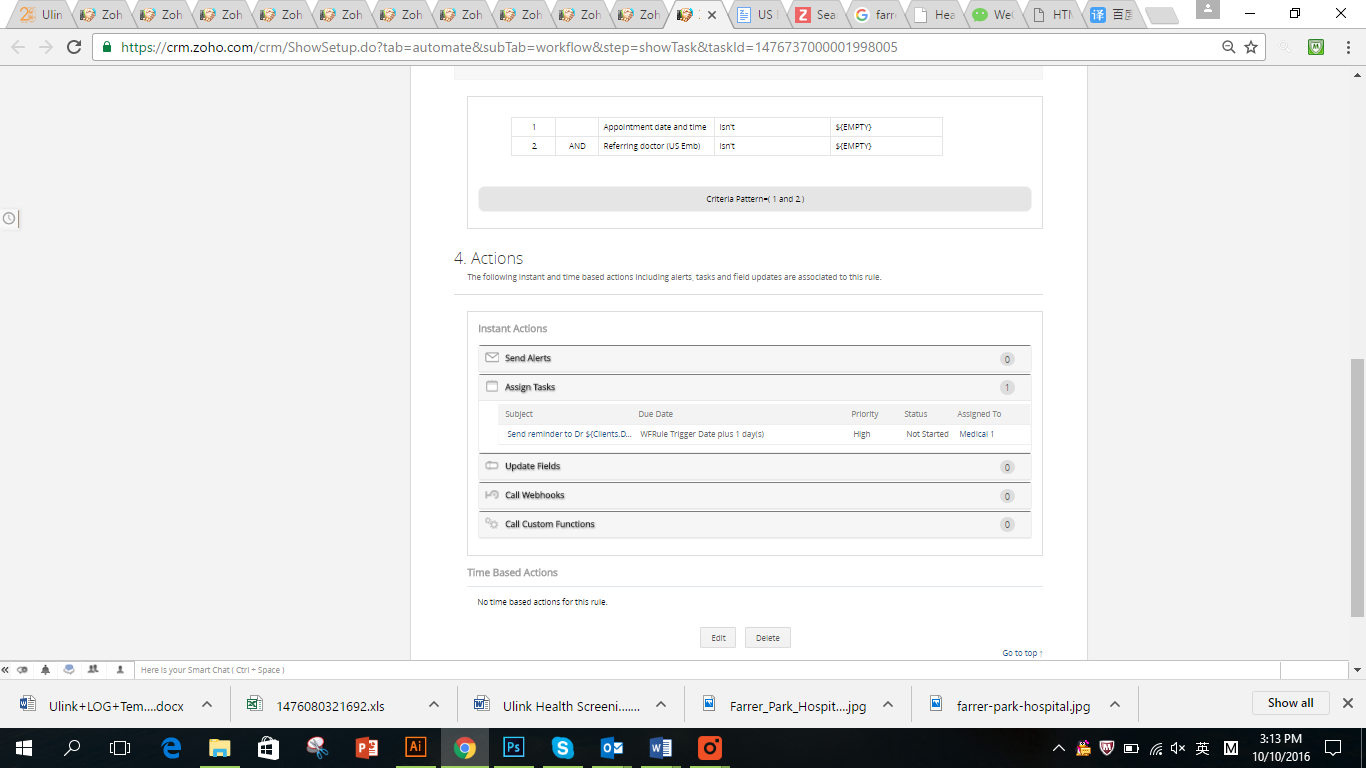 Ulin Zoh Zoh Zoh Zoh Zoh Zoh Zoh Zoh Zoh Zoh US Sea farr Hea We HTM
https://crm.zoho.com/crm/ShowSetup.do?tab=automate&subTab=workflow&step=showTask&taskId=1476737000001998005
1 Appointment date and time isn't ${EMPTY}
2 AND Referring doctor (US Emb) isn't ${EMPTY}
Criteria Pattern=( 1 and 2 )
4. Actions
The following instant and time based actions including alerts, tasks and field updates are associated to this rule.
Instant Actions
Send Alerts 0
Assign Tasks 1
Subject Due Date Priority Status Assigned To
Send reminder to Dr ${Clients.D... WFRule Trigger Date plus 1 day(s) High Not Started Medical 1
Update Fields 0
Call Webhooks 0
Call Custom Functions 0
Time Based Actions
No time based actions for this rule.
Edit Delete
Go to top ↑
Here is your Smart Chat ( Ctrl + Space )
Ulink+LOG+Tem....docx 1476080321692.xls Ulink Health Screeni....... Farrer_Park_Hospit....jpg farrer-park-hospital.jpg Show all
Ai Ps 英 M 3:13 PM
10/10/2016